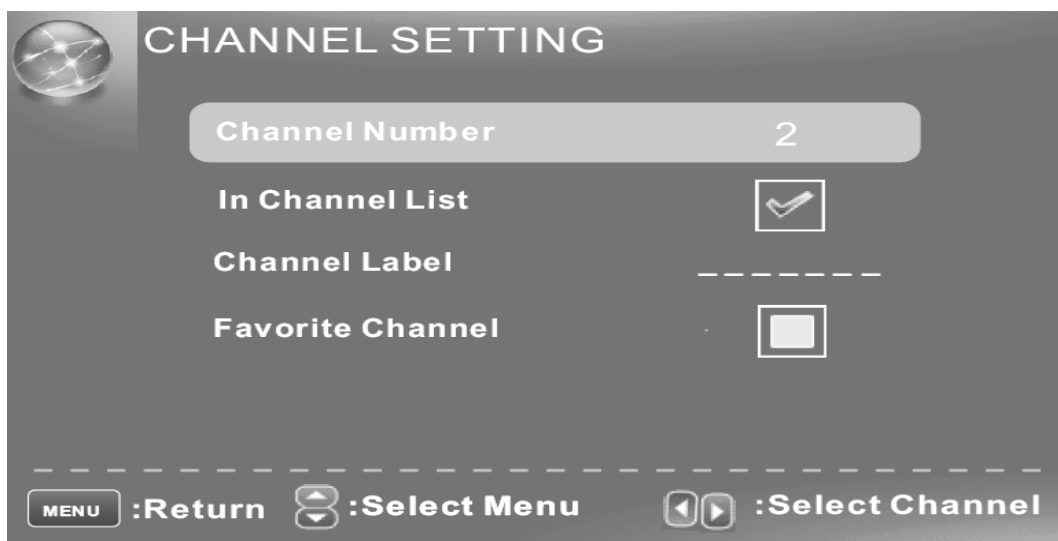 CHANNEL SETTING
Channel Number 2
In Channel List
Channel Label _ _ _ _ _ _ _
Favorite Channel
MENU :Return :Select Menu :Select Channel